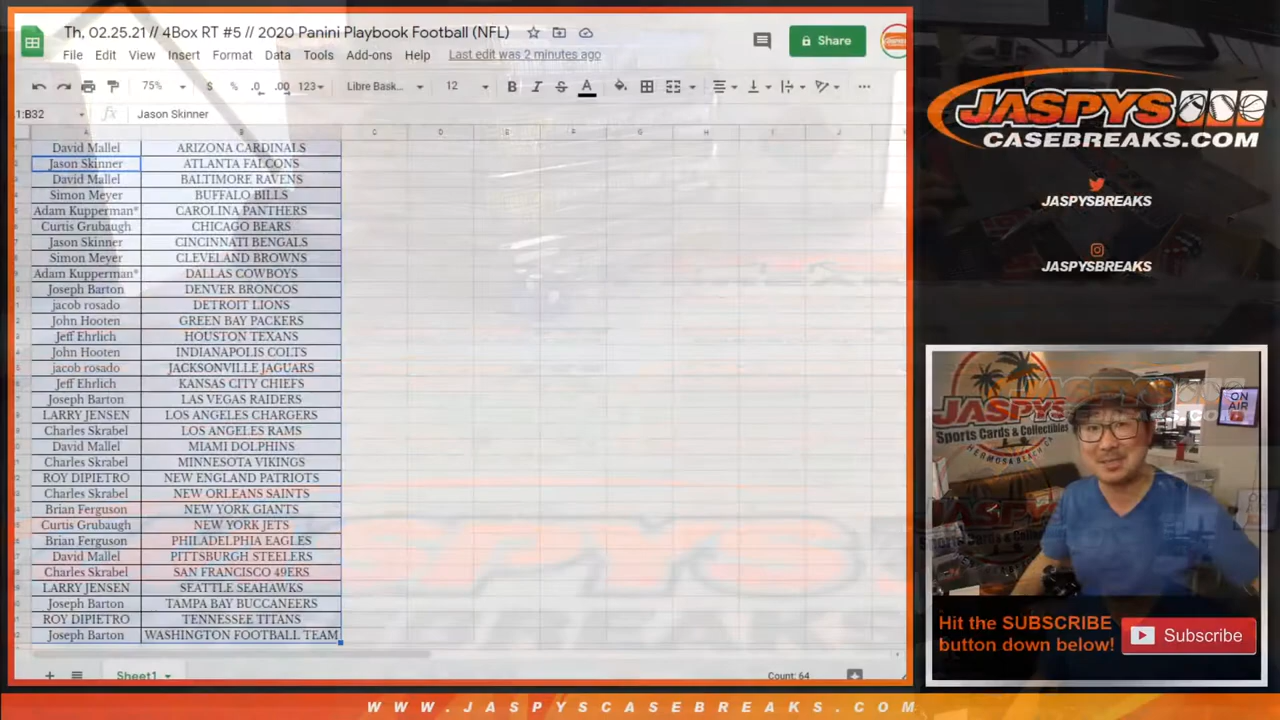 Th, 02.25.21 // 4Box RT #5 // 2020 Panini Playbook Football (NFL)
File Edit View Insert Format Data Tools Add-ons Help Last edit was 2 minutes ago
Share
75% $ % .0 .00 123 Libre Bask... 12 B I S A
1:B32 fx Jason Skinner
A B C D E F G H I J
David Mallel ARIZONA CARDINALS
Jason Skinner ATLANTA FALCONS
David Mallel BALTIMORE RAVENS
Simon Meyer BUFFALO BILLS
Adam Kupperman* CAROLINA PANTHERS
Curtis Grubaugh CHICAGO BEARS
Jason Skinner CINCINNATI BENGALS
Simon Meyer CLEVELAND BROWNS
Adam Kupperman* DALLAS COWBOYS
Joseph Barton DENVER BRONCOS
jacob rosado DETROIT LIONS
John Hooten GREEN BAY PACKERS
Jeff Ehrlich HOUSTON TEXANS
John Hooten INDIANAPOLIS COLTS
jacob rosado JACKSONVILLE JAGUARS
Jeff Ehrlich KANSAS CITY CHIEFS
Joseph Barton LAS VEGAS RAIDERS
LARRY JENSEN LOS ANGELES CHARGERS
Charles Skrabel LOS ANGELES RAMS
David Mallel MIAMI DOLPHINS
Charles Skrabel MINNESOTA VIKINGS
ROY DIPIETRO NEW ENGLAND PATRIOTS
Charles Skrabel NEW ORLEANS SAINTS
Brian Ferguson NEW YORK GIANTS
Curtis Grubaugh NEW YORK JETS
Brian Ferguson PHILADELPHIA EAGLES
David Mallel PITTSBURGH STEELERS
Charles Skrabel SAN FRANCISCO 49ERS
LARRY JENSEN SEATTLE SEAHAWKS
Joseph Barton TAMPA BAY BUCCANEERS
ROY DIPIETRO TENNESSEE TITANS
Joseph Barton WASHINGTON FOOTBALL TEAM
Sheet1
Count: 64
JASPYS
CASEBREAKS.COM
JASPYSBREAKS
JASPYSBREAKS
JASPYS
Sports Cards & Collectibles
HERMOSA BEACH CA
ON
AIR
Hit the SUBSCRIBE
button down below!
Subscribe
WWW.JASPYSCASEBREAKS.COM